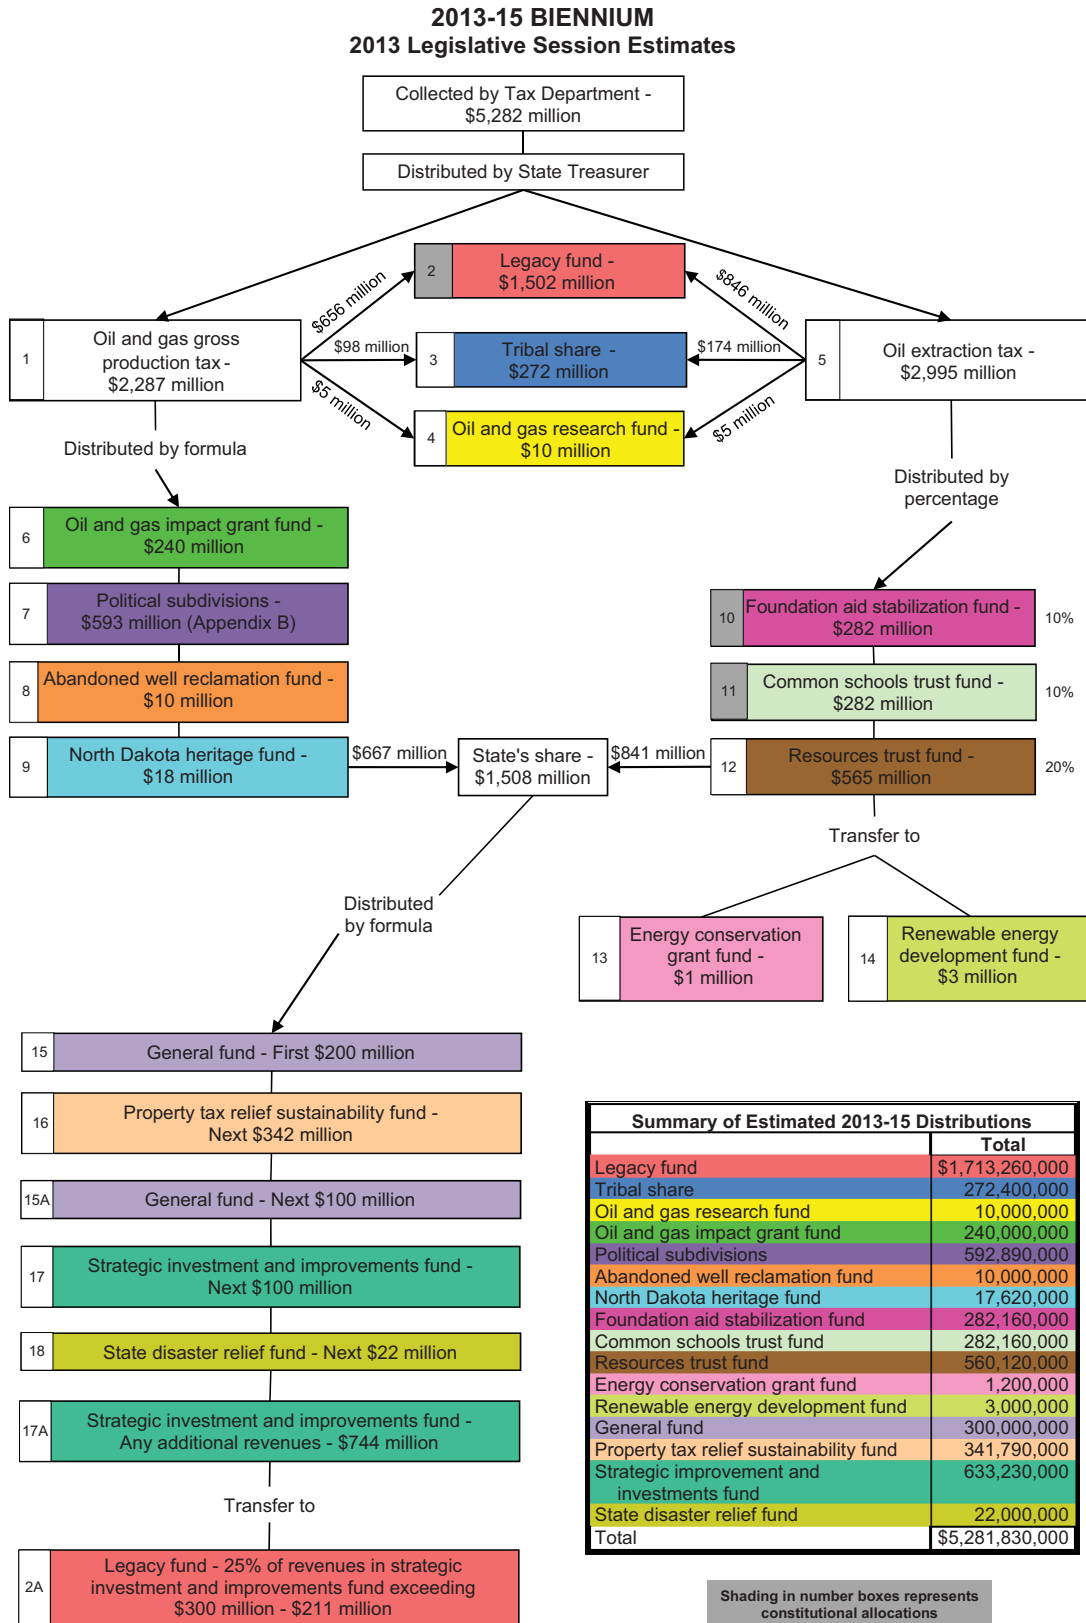 2013-15 BIENNIUM
2013 Legislative Session Estimates
Collected by Tax Department -
$5,282 million
Distributed by State Treasurer
2
Legacy fund -
$1,502 million
$656 million
$846 million
1
Oil and gas gross
production tax -
$2,287 million
$98 million
3
Tribal share -
$272 million
$174 million
5
Oil extraction tax -
$2,995 million
$5 million
4
Oil and gas research fund -
$10 million
$5 million
Distributed by formula
Distributed by
percentage
6
Oil and gas impact grant fund -
$240 million
7
Political subdivisions -
$593 million (Appendix B)
10
Foundation aid stabilization fund -
$282 million
10%
8
Abandoned well reclamation fund -
$10 million
11
Common schools trust fund -
$282 million
10%
9
North Dakota heritage fund -
$18 million
$667 million
State's share -
$1,508 million
$841 million
12
Resources trust fund -
$565 million
20%
Transfer to
Distributed
by formula
13
Energy conservation
grant fund -
$1 million
14
Renewable energy
development fund -
$3 million
15
General fund - First $200 million
16
Property tax relief sustainability fund -
Next $342 million
15A
General fund - Next $100 million
17
Strategic investment and improvements fund -
Next $100 million
18
State disaster relief fund - Next $22 million
17A
Strategic investment and improvements fund -
Any additional revenues - $744 million
Transfer to
2A
Legacy fund - 25% of revenues in strategic
investment and improvements fund exceeding
$300 million - $211 million
Summary of Estimated 2013-15 Distributions
Total
Legacy fund $1,713,260,000
Tribal share 272,400,000
Oil and gas research fund 10,000,000
Oil and gas impact grant fund 240,000,000
Political subdivisions 592,890,000
Abandoned well reclamation fund 10,000,000
North Dakota heritage fund 17,620,000
Foundation aid stabilization fund 282,160,000
Common schools trust fund 282,160,000
Resources trust fund 560,120,000
Energy conservation grant fund 1,200,000
Renewable energy development fund 3,000,000
General fund 300,000,000
Property tax relief sustainability fund 341,790,000
Strategic improvement and 633,230,000
investments fund
State disaster relief fund 22,000,000
Total $5,281,830,000
Shading in number boxes represents
constitutional allocations